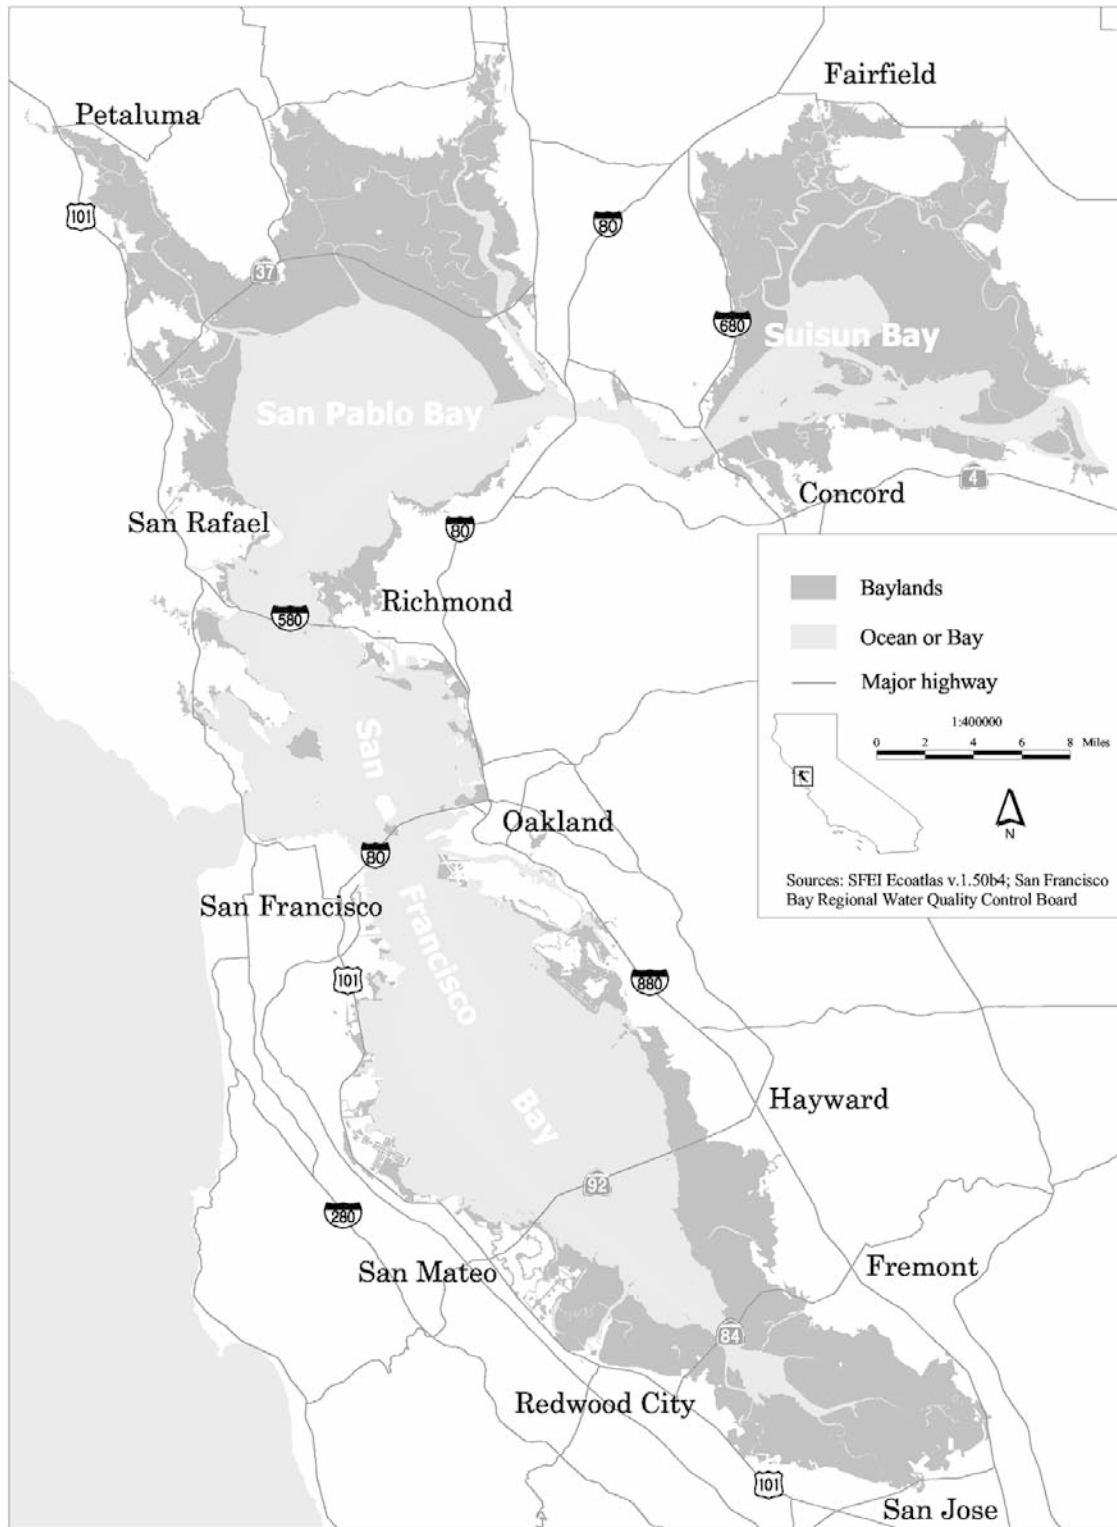 Fairfield
Petaluma
101
80
37
680
Suisun Bay
San Pablo Bay
4
Concord
San Rafael
80
Richmond
580
Baylands
Ocean or Bay
Major highway
1:400000
0 2 4 6 8 Miles
N
Sources: SFEI Ecoatlas v.1.50b4; San Francisco
Bay Regional Water Quality Control Board
San
Francisco
Bay
Oakland
80
San Francisco
101
880
Hayward
92
280
San Mateo
Fremont
84
Redwood City
101
San Jose